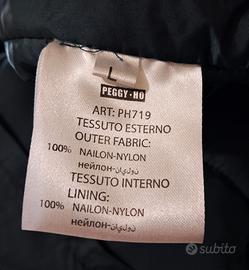 L
PEGGY·HO
ART: PH719
TESSUTO ESTERNO
OUTER FABRIC:
100% NAILON-NYLON
нейлон-نايلون
TESSUTO INTERNO
LINING:
100% NAILON-NYLON
нейлон-نايلون
subito